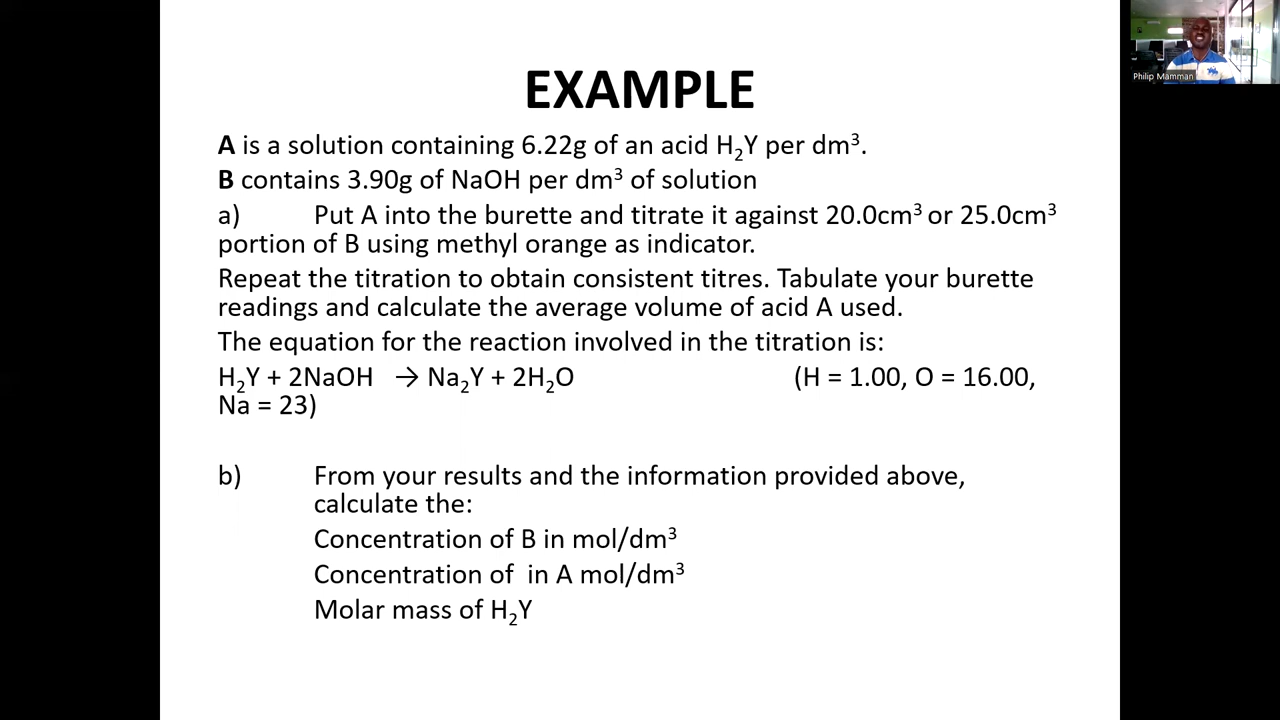 EXAMPLE
Philip Mamman
A is a solution containing 6.22g of an acid H₂Y per dm³.
B contains 3.90g of NaOH per dm³ of solution
a) Put A into the burette and titrate it against 20.0cm³ or 25.0cm³
portion of B using methyl orange as indicator.
Repeat the titration to obtain consistent titres. Tabulate your burette
readings and calculate the average volume of acid A used.
The equation for the reaction involved in the titration is:
H₂Y + 2NaOH → Na₂Y + 2H₂O (H = 1.00, O = 16.00,
Na = 23)
b) From your results and the information provided above,
calculate the:
Concentration of B in mol/dm³
Concentration of in A mol/dm³
Molar mass of H₂Y